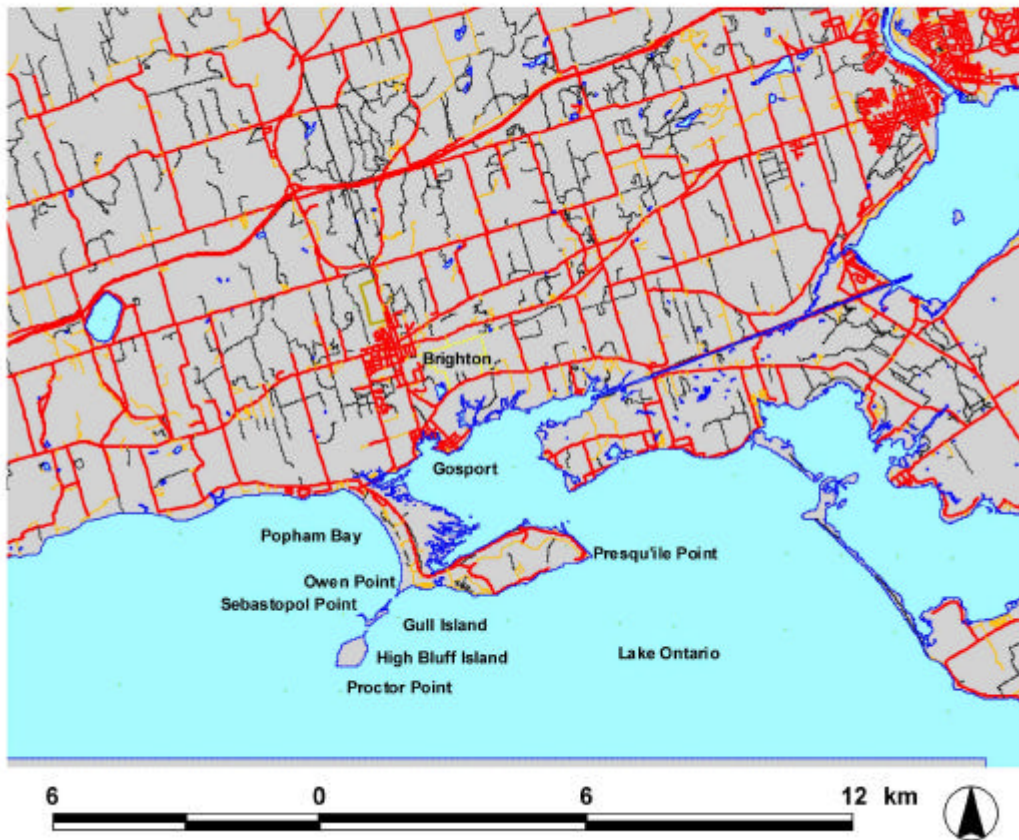 Brighton
Gosport
Popham Bay
Presqu'ile Point
Owen Point
Sebastopol Point
Gull Island
Lake Ontario
High Bluff Island
Proctor Point
6 0 6 12 km